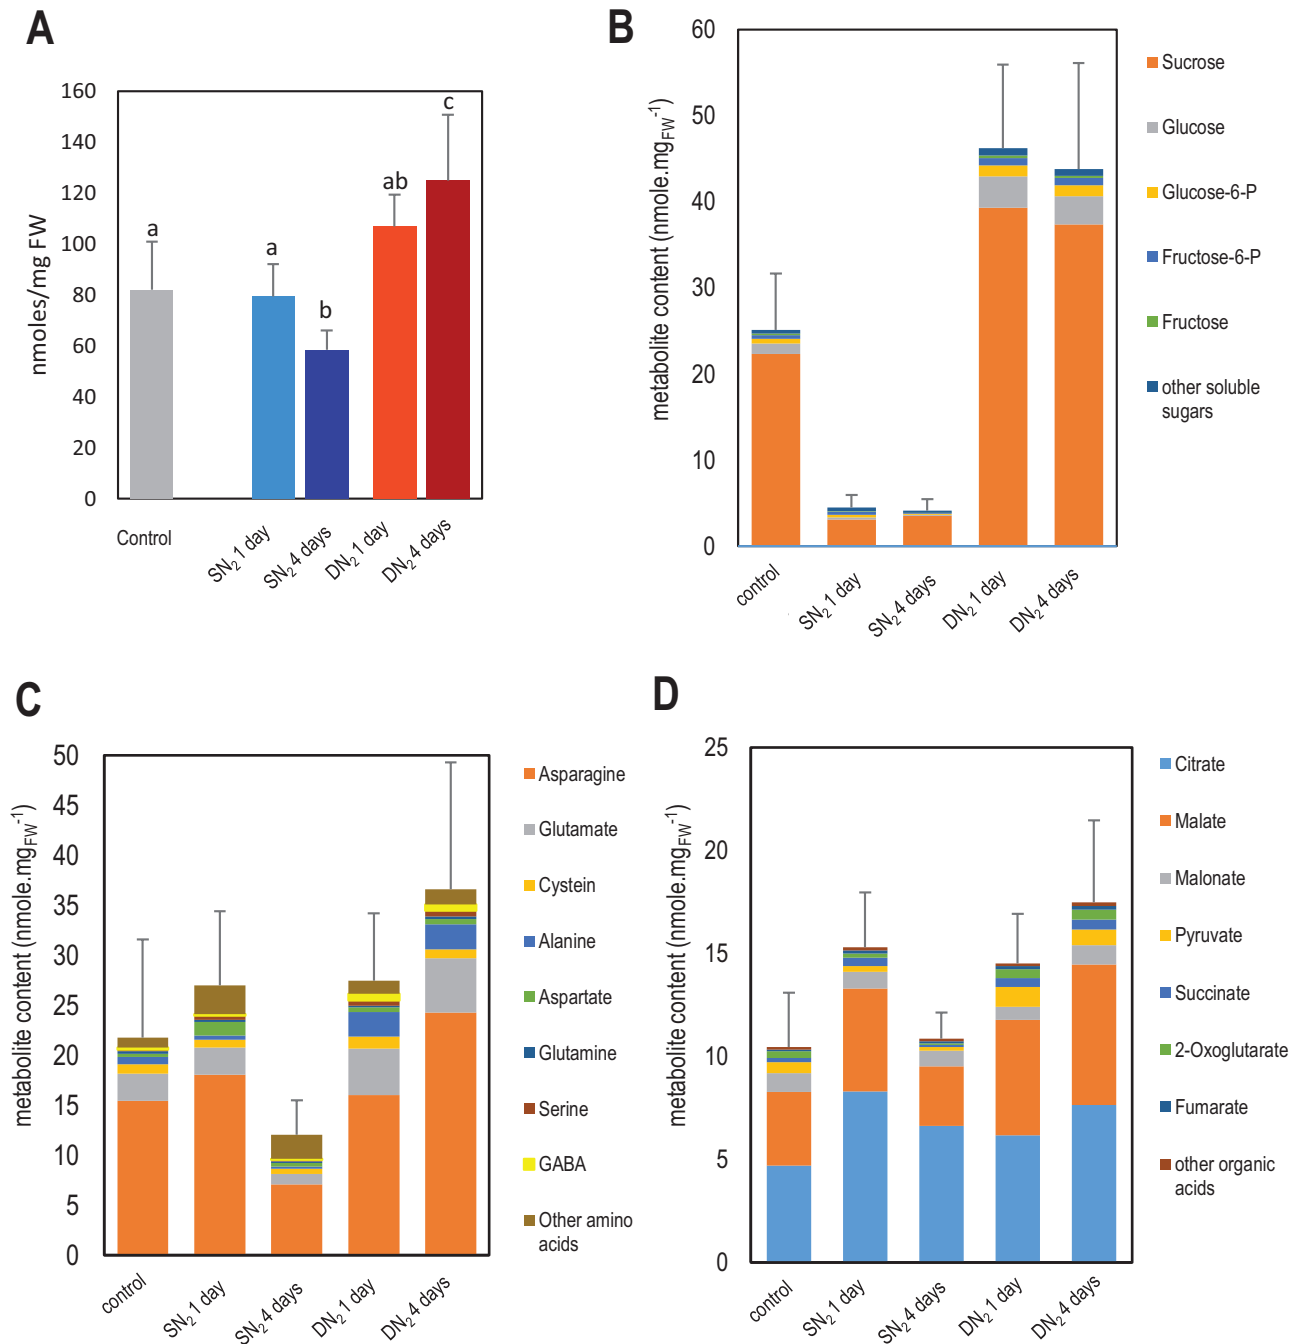 A
nmoles/mg FW
160
140
120
100
80
60
40
20
0
a
a
b
ab
c
Control
SN2 1 day
SN2 4 days
DN2 1 day
DN2 4 days
B
metabolite content (nmole.mgFW-1)
60
50
40
30
20
10
0
control
SN2 1 day
SN2 4 days
DN2 1 day
DN2 4 days
Sucrose
Glucose
Glucose-6-P
Fructose-6-P
Fructose
other soluble
sugars
C
metabolite content (nmole.mgFW-1)
50
45
40
35
30
25
20
15
10
5
0
control
SN2 1 day
SN2 4 days
DN2 1 day
DN2 4 days
Asparagine
Glutamate
Cystein
Alanine
Aspartate
Glutamine
Serine
GABA
Other amino
acids
D
metabolite content (nmole.mgFW-1)
25
20
15
10
5
0
control
SN2 1 day
SN2 4 days
DN2 1 day
DN2 4 days
Citrate
Malate
Malonate
Pyruvate
Succinate
2-Oxoglutarate
Fumarate
other organic
acids